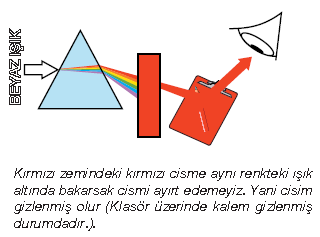 BEYAZ IŞIK
Kırmızı zemindeki kırmızı cisme aynı renkteki ışık
altında bakarsak cismi ayırt edemeyiz. Yani cisim
gizlenmiş olur (Klasör üzerinde kalem gizlenmiş
durumdadır.).